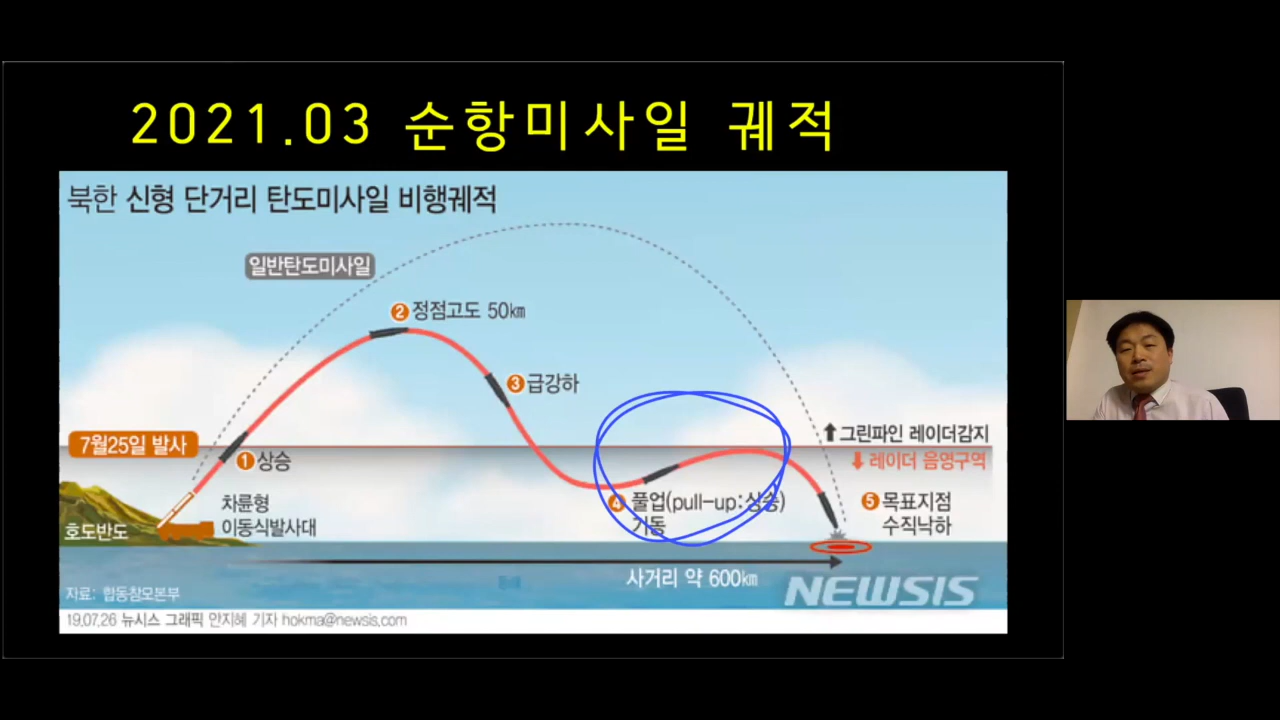 2021.03 순항미사일 궤적
북한 신형 단거리 탄도미사일 비행궤적
일반탄도미사일
2 정점고도 50㎞
3 급강하
7월25일 발사
1 상승
↑그린파인 레이더감지
↓레이더 음영구역
차륜형
이동식발사대
4 풀업(pull-up:상승)
기동
5 목표지점
수직낙하
호도반도
사거리 약 600㎞
자료: 합동참모본부
NEWSIS
19.07.26 뉴시스 그래픽 안지혜 기자 hokma@newsis.com